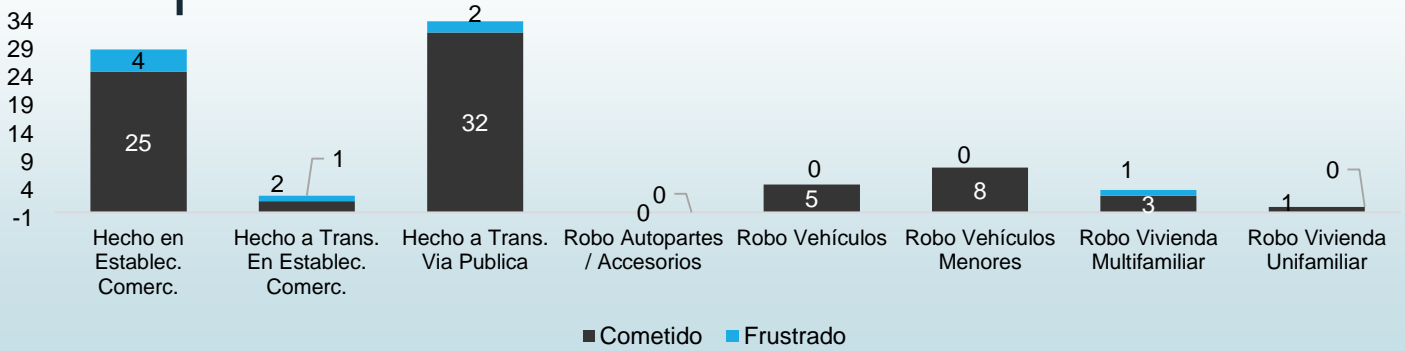 34
29
24
19
14
9
4
-1
4
25
2
1
2
32
0
0
0
5
0
8
1
3
0
1
Hecho en
Establec.
Comerc.
Hecho a Trans.
En Establec.
Comerc.
Hecho a Trans.
Via Publica
Robo Autopartes
/ Accesorios
Robo Vehículos
Robo Vehículos
Menores
Robo Vivienda
Multifamiliar
Robo Vivienda
Unifamiliar
Cometido Frustrado